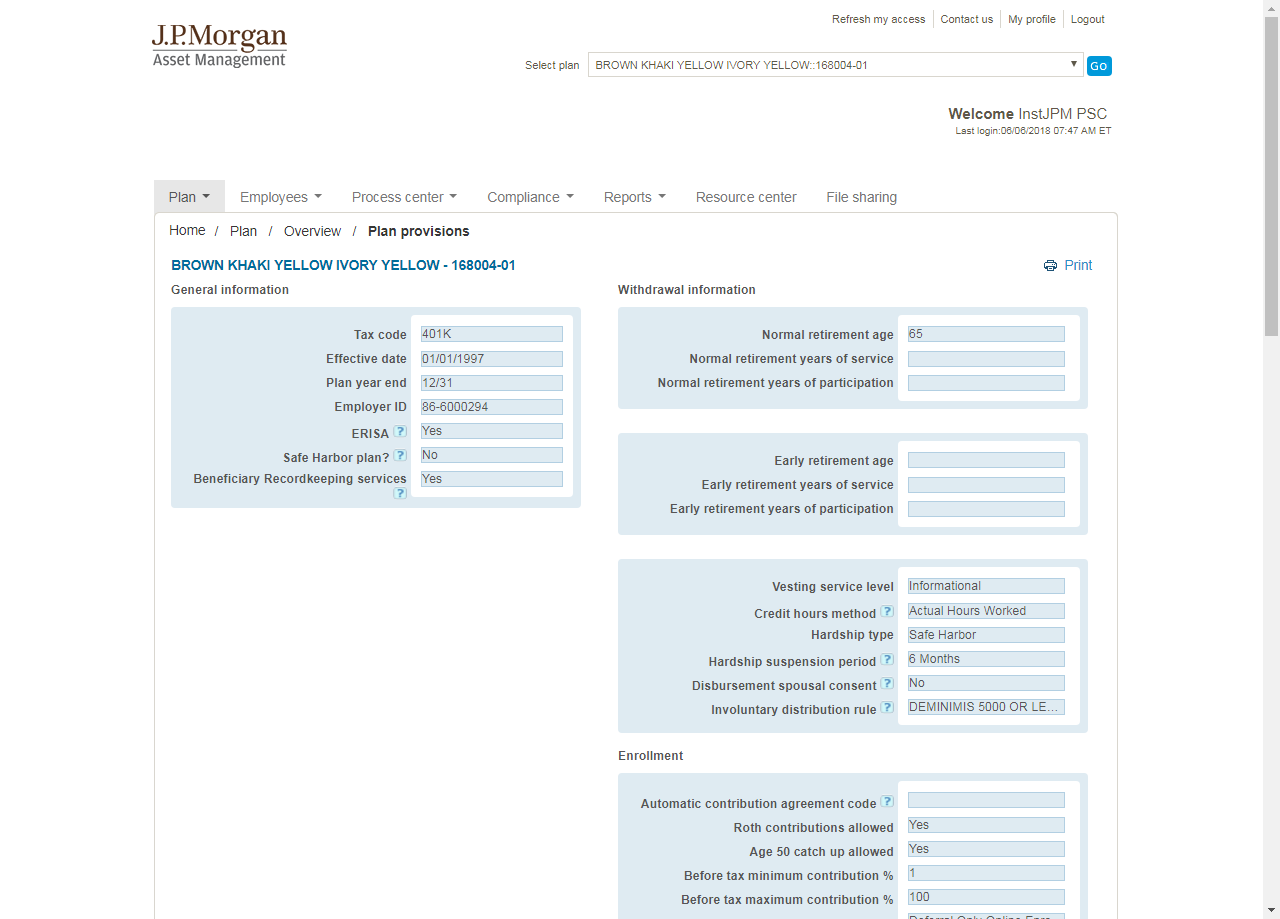 Refresh my access Contact us My profile Logout
J.P.Morgan
Asset Management
Select plan BROWN KHAKI YELLOW IVORY YELLOW::168004-01 Go
Welcome InstJPM PSC
Last login:06/06/2018 07:47 AM ET
Plan Employees Process center Compliance Reports Resource center File sharing
Home / Plan / Overview / Plan provisions
BROWN KHAKI YELLOW IVORY YELLOW - 168004-01
Print
General information
Tax code 401K
Effective date 01/01/1997
Plan year end 12/31
Employer ID 86-6000294
ERISA ? Yes
Safe Harbor plan? ? No
Beneficiary Recordkeeping services ? Yes
Withdrawal information
Normal retirement age 65
Normal retirement years of service
Normal retirement years of participation
Early retirement age
Early retirement years of service
Early retirement years of participation
Vesting service level Informational
Credit hours method ? Actual Hours Worked
Hardship type Safe Harbor
Hardship suspension period ? 6 Months
Disbursement spousal consent ? No
Involuntary distribution rule ? DEMINIMIS 5000 OR LE...
Enrollment
Automatic contribution agreement code ?
Roth contributions allowed Yes
Age 50 catch up allowed Yes
Before tax minimum contribution % 1
Before tax maximum contribution % 100